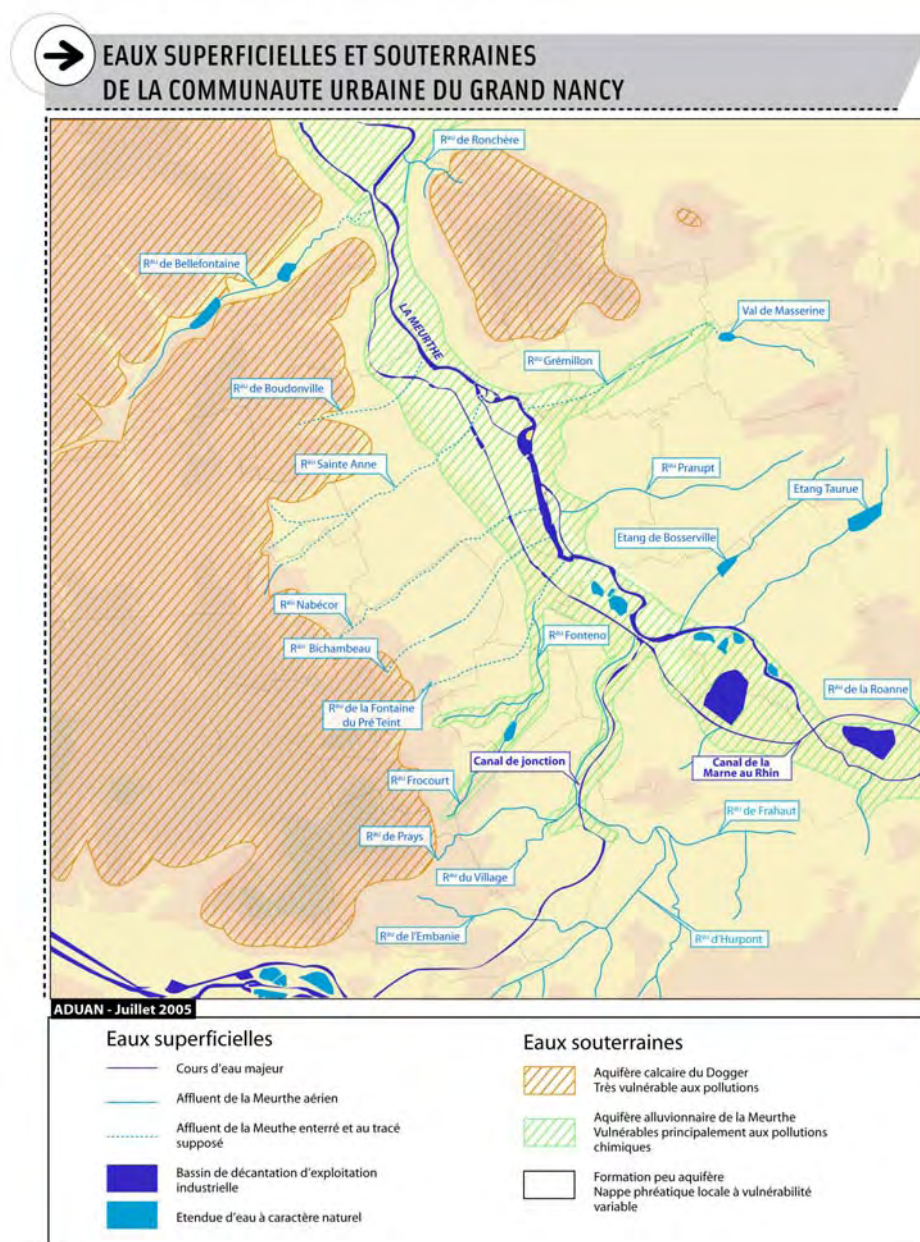 EAUX SUPERFICIELLES ET SOUTERRAINES
DE LA COMMUNAUTE URBAINE DU GRAND NANCY
Rau de Ronchère
Rau de Bellefontaine
LA MEURTHE
Val de Masserine
Rau Grémillon
Rau de Boudonville
Rau Sainte Anne
Rau Prarupt
Etang Taurue
Etang de Bosserville
Rau Nabécor
Rau Fonteno
Rau Bichambeau
Rau de la Roanne
Rau de la Fontaine
du Pré Teint
Canal de jonction
Canal de la
Marne au Rhin
Rau Frocourt
Rau de Frahaut
Rau de Prays
Rau du Village
Rau de l'Embanie
Rau d'Hurpont
ADUAN - Juillet 2005
Eaux superficielles
Cours d'eau majeur
Affluent de la Meurthe aérien
Affluent de la Meuthe enterré et au tracé
supposé
Bassin de décantation d'exploitation
industrielle
Etendue d'eau à caractère naturel
Eaux souterraines
Aquifère calcaire du Dogger
Très vulnérable aux pollutions
Aquifère alluvionnaire de la Meurthe
Vulnérables principalement aux pollutions
chimiques
Formation peu aquifère
Nappe phréatique locale à vulnérabilité
variable